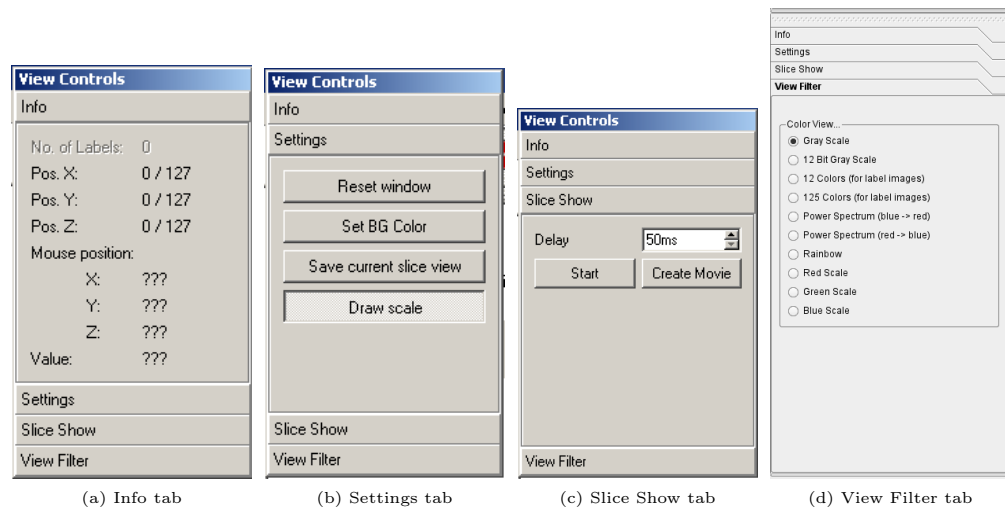 View Controls
Info
No. of Labels: 0
Pos. X: 0 / 127
Pos. Y: 0 / 127
Pos. Z: 0 / 127
Mouse position:
X: ???
Y: ???
Z: ???
Value: ???
Settings
Slice Show
View Filter
(a) Info tab
View Controls
Info
Settings
Reset window
Set BG Color
Save current slice view
Draw scale
Slice Show
View Filter
(b) Settings tab
View Controls
Info
Settings
Slice Show
Delay 50ms
Start Create Movie
View Filter
(c) Slice Show tab
Info
Settings
Slice Show
View Filter
Color View...
Gray Scale
12 Bit Gray Scale
12 Colors (for label images)
125 Colors (for label images)
Power Spectrum (blue -> red)
Power Spectrum (red -> blue)
Rainbow
Red Scale
Green Scale
Blue Scale
(d) View Filter tab